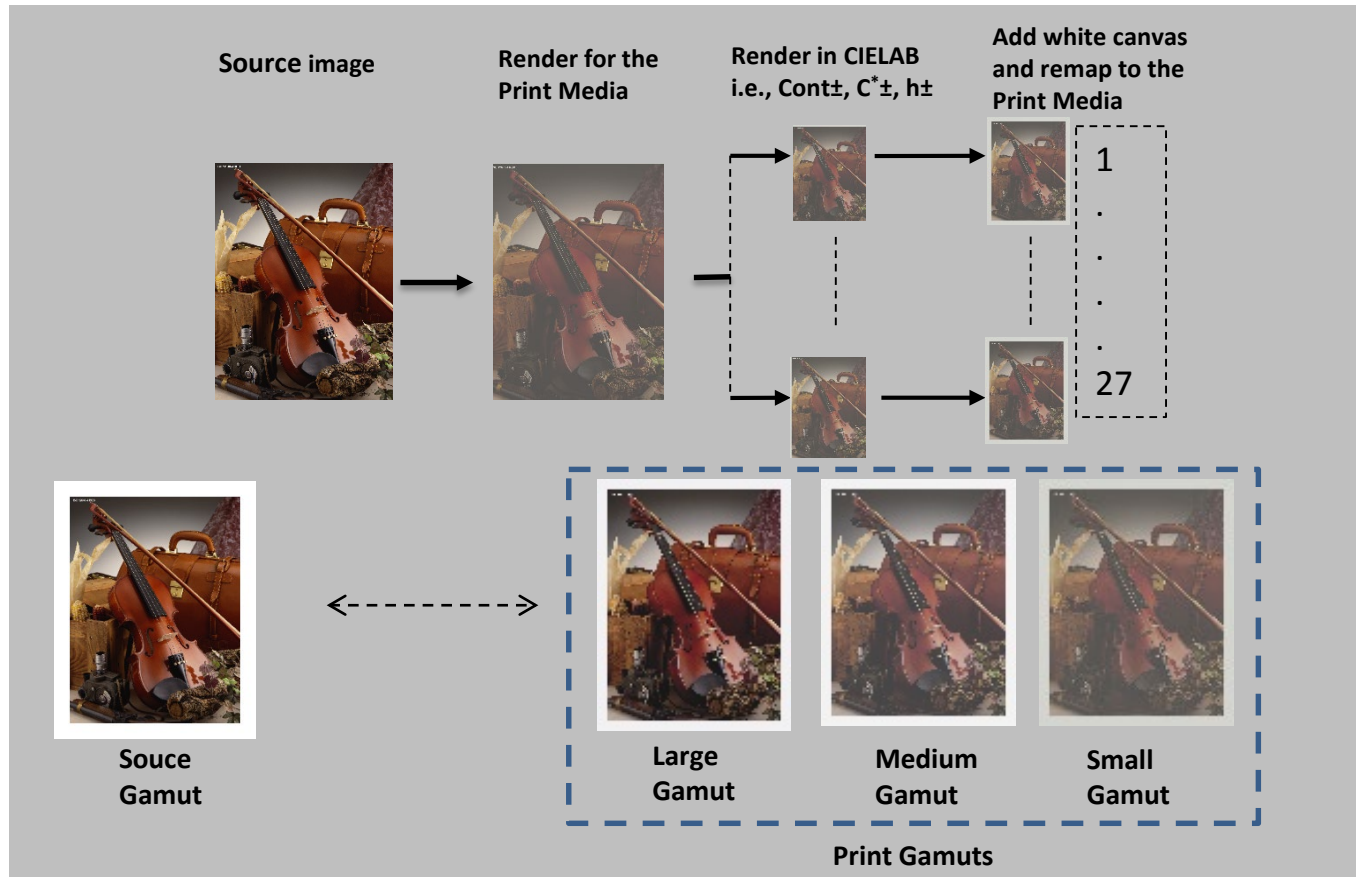 Source image
Render for the
Print Media
Render in CIELAB
i.e., Cont±, C*±, h±
Add white canvas
and remap to the
Print Media
1
.
.
.
.
27
Souce
Gamut
Large
Gamut
Medium
Gamut
Small
Gamut
Print Gamuts